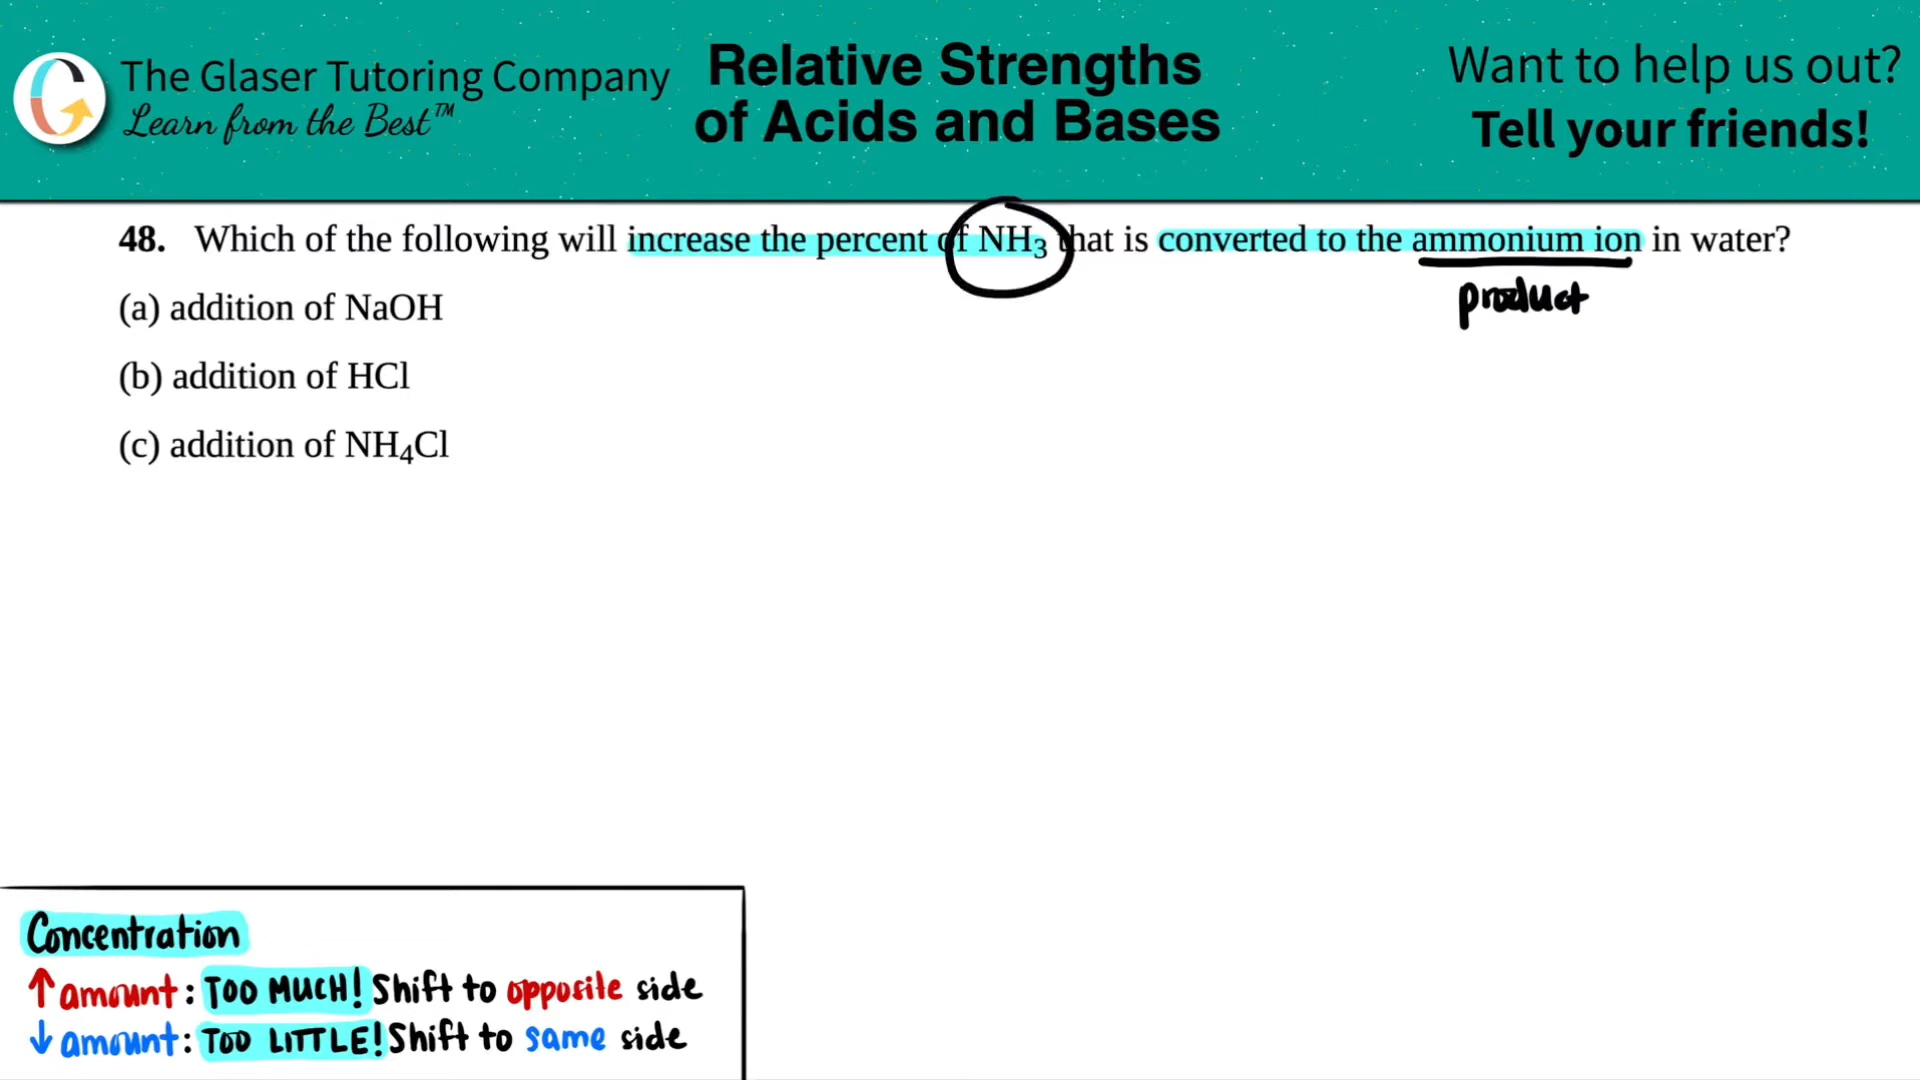 The Glaser Tutoring Company
Learn from the Best™
Relative Strengths
of Acids and Bases
Want to help us out?
Tell your friends!
48. Which of the following will increase the percent of NH₃ that is converted to the ammonium ion in water?
product
(a) addition of NaOH
(b) addition of HCl
(c) addition of NH₄Cl
Concentration
↑ amount: TOO MUCH! Shift to opposite side
↓ amount: TOO LITTLE! Shift to same side